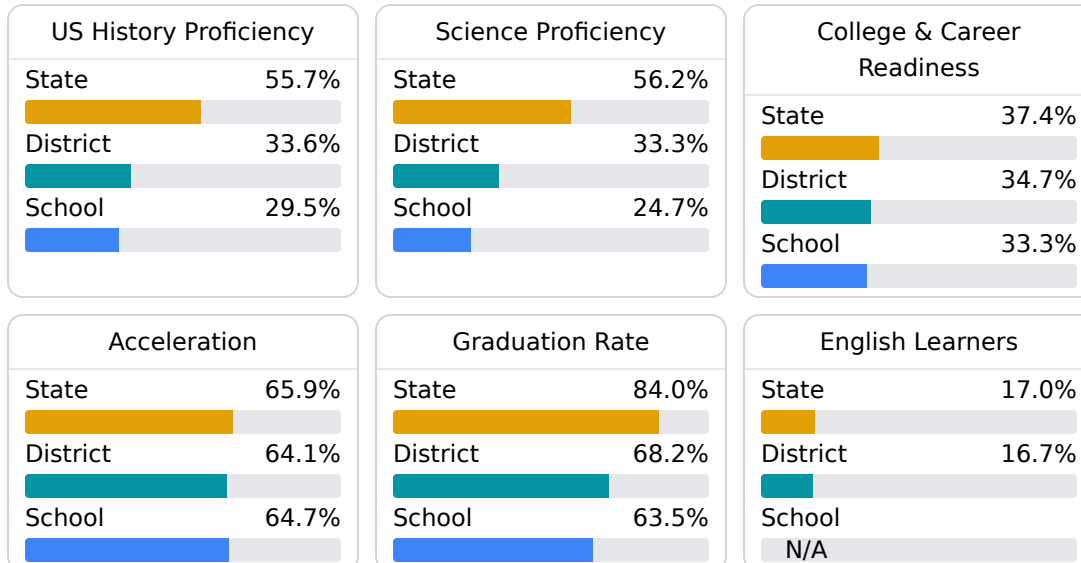 US History Proficiency
State 55.7%
District 33.6%
School 29.5%
Science Proficiency
State 56.2%
District 33.3%
School 24.7%
College & Career
Readiness
State 37.4%
District 34.7%
School 33.3%
Acceleration
State 65.9%
District 64.1%
School 64.7%
Graduation Rate
State 84.0%
District 68.2%
School 63.5%
English Learners
State 17.0%
District 16.7%
School
N/A